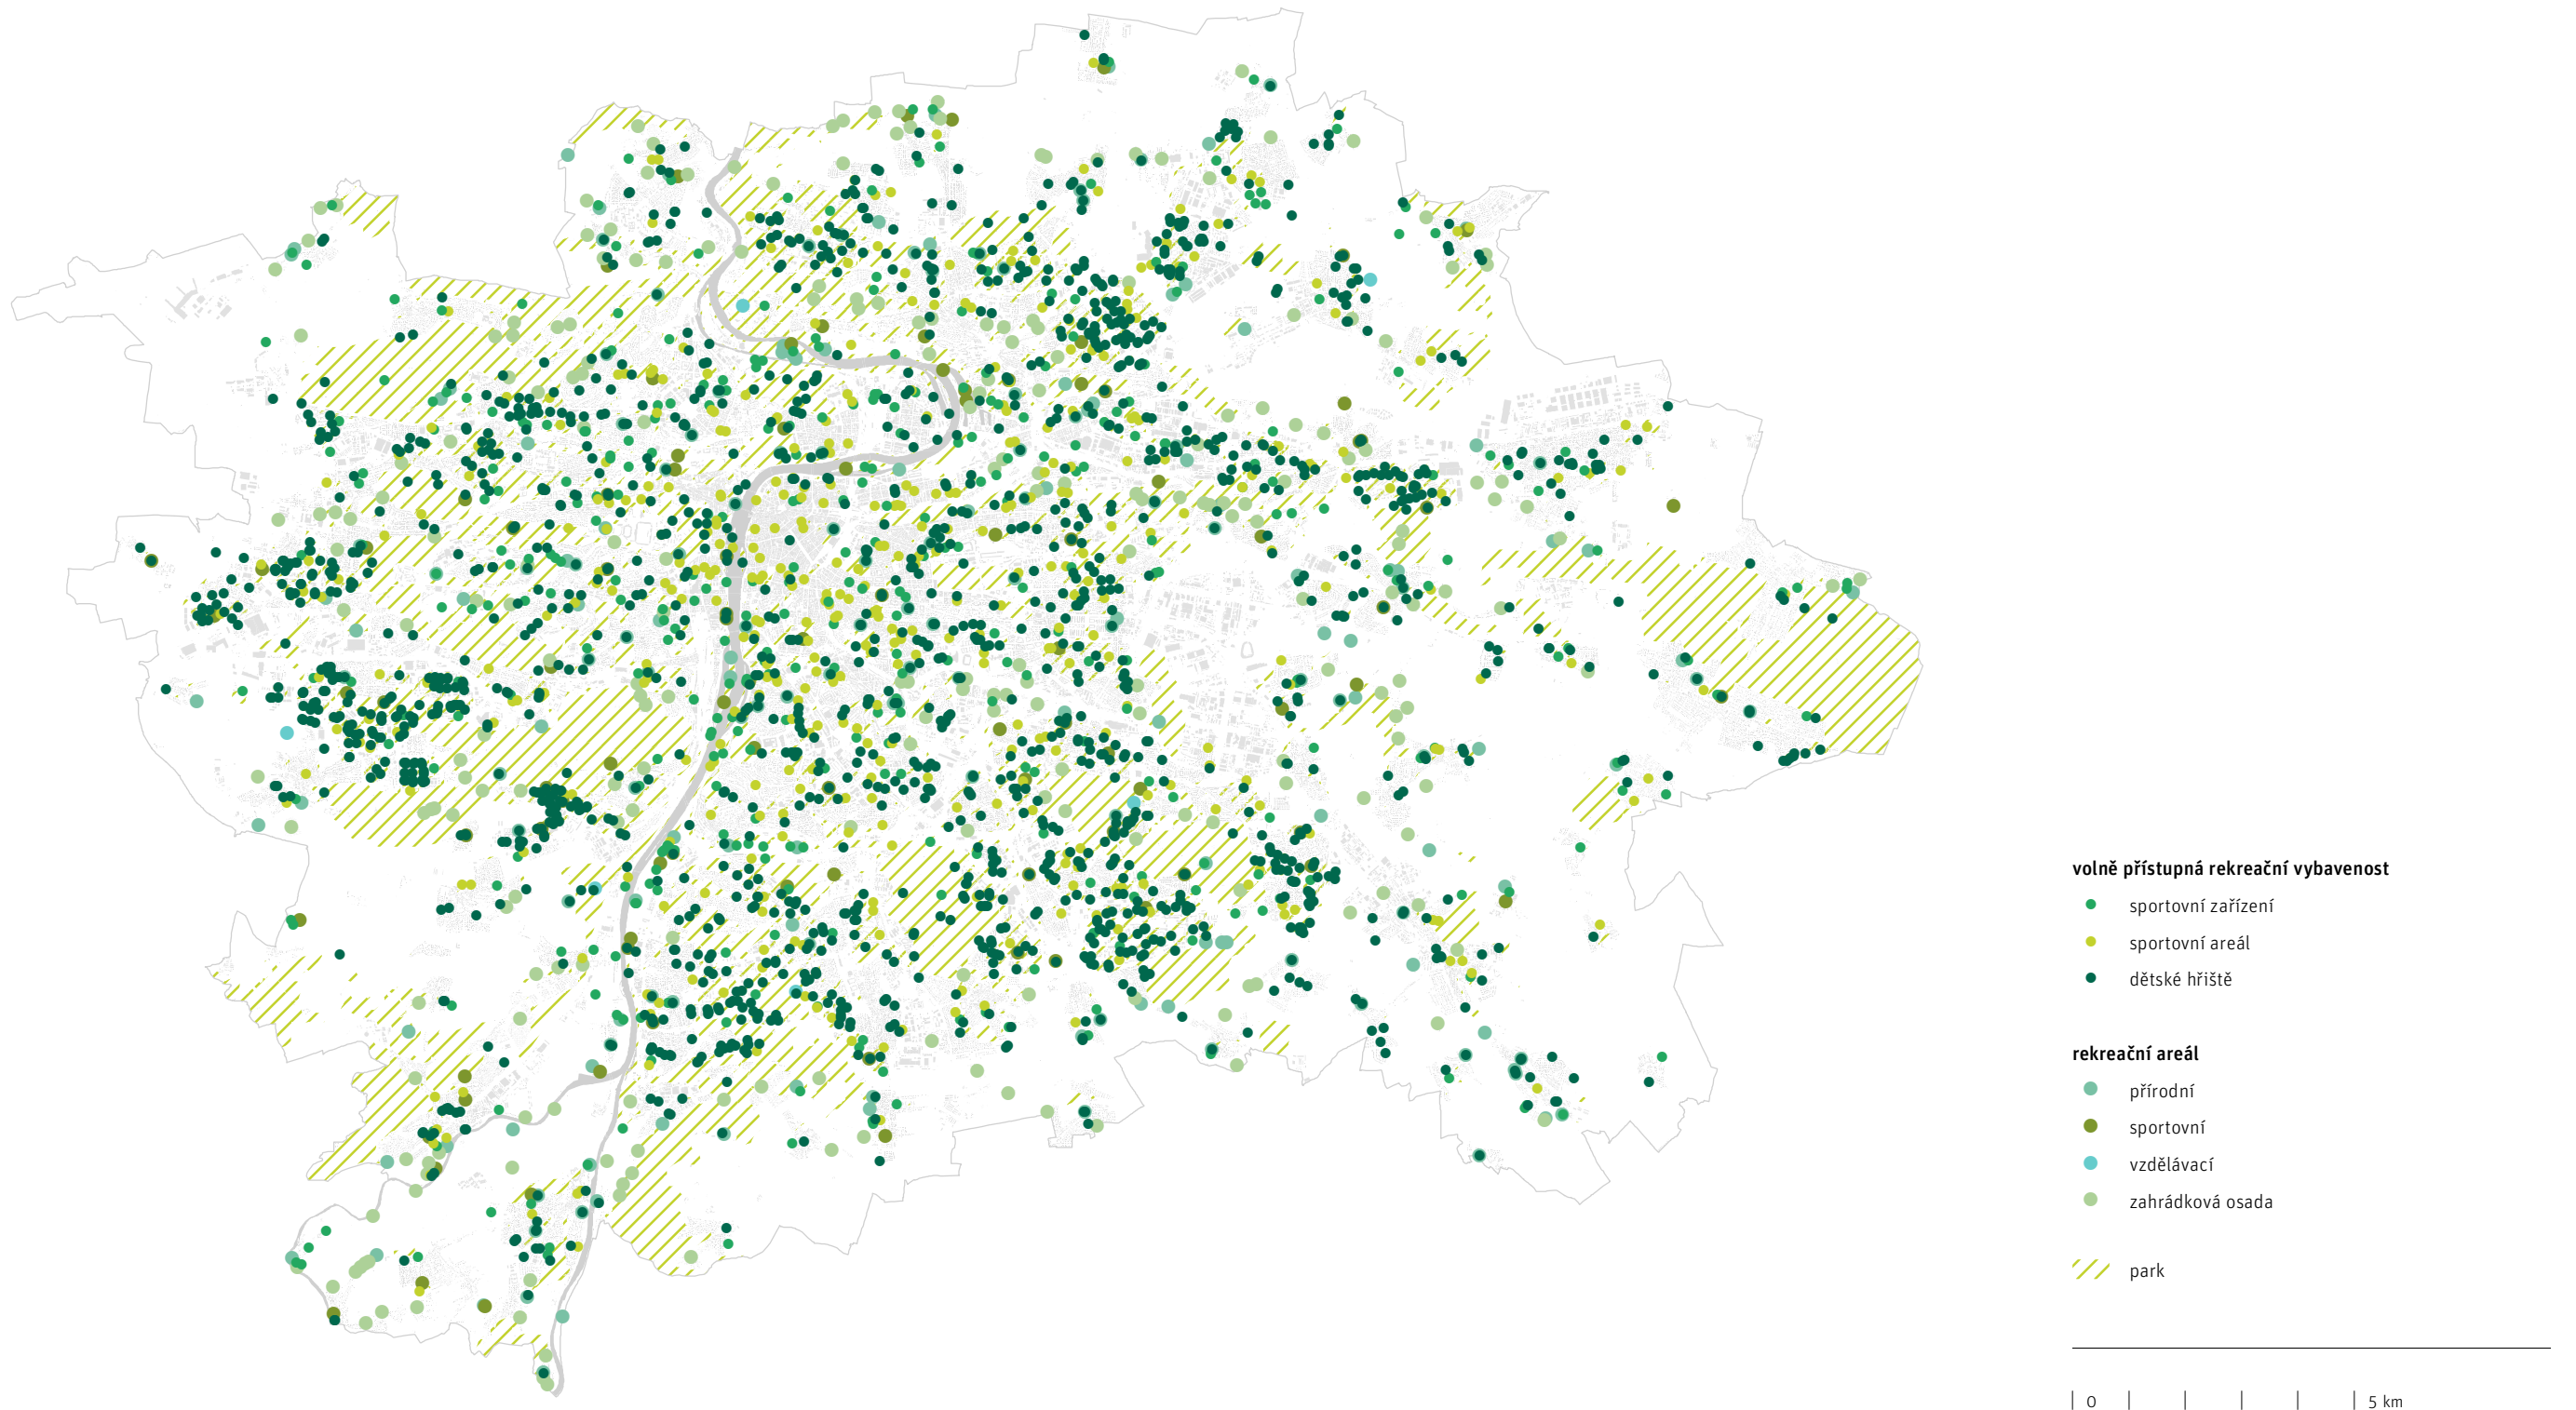 volně přístupná rekreační vybavenost
sportovní zařízení
sportovní areál
dětské hřiště
rekreační areál
přírodní
sportovní
vzdělávací
zahrádková osada
park
0 5 km